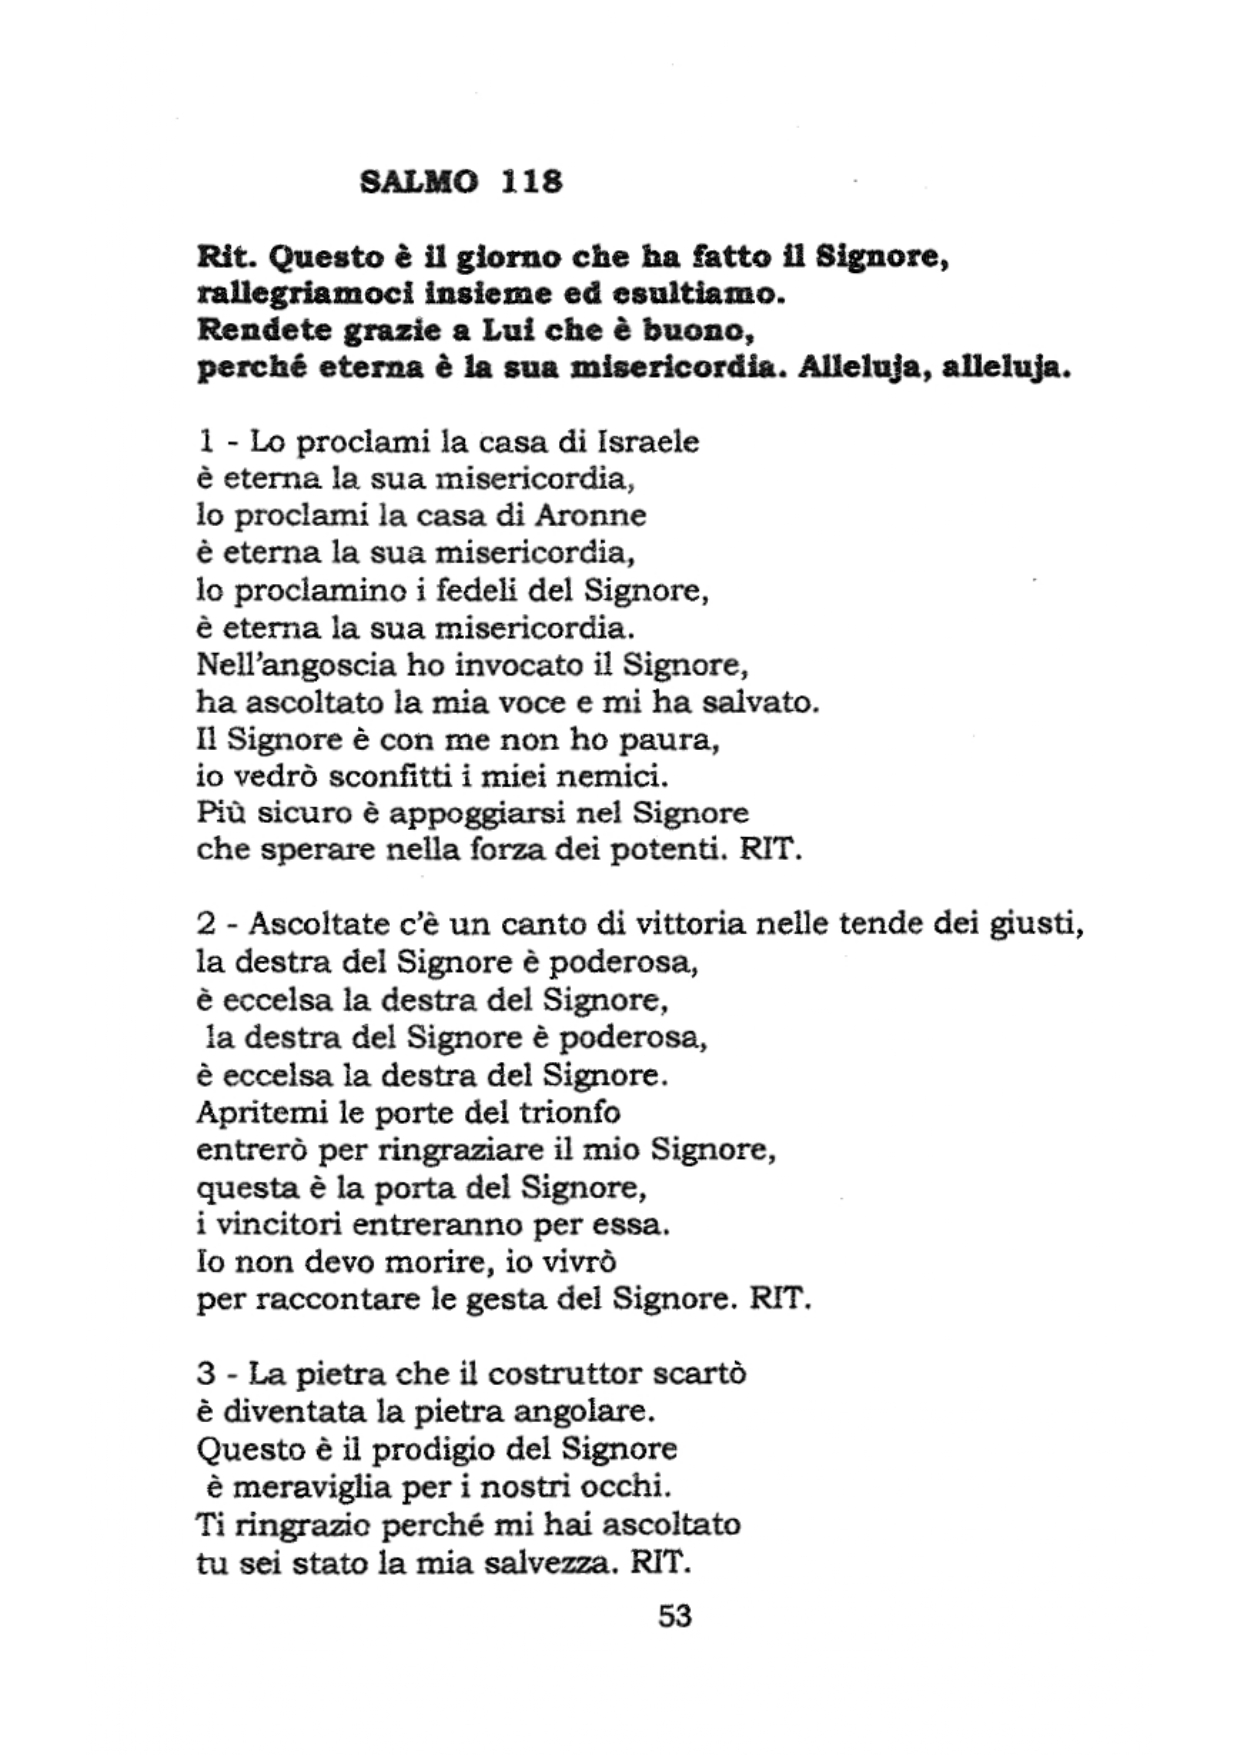 SALMO 118
Rit. Questo è il giorno che ha fatto il Signore,
rallegriamoci insieme ed esultiamo.
Rendete grazie a Lui che è buono,
perché eterna è la sua misericordia. Alleluja, alleluja.
1 - Lo proclami la casa di Israele
è eterna la sua misericordia,
lo proclami la casa di Aronne
è eterna la sua misericordia,
lo proclamino i fedeli del Signore,
è eterna la sua misericordia.
Nell'angoscia ho invocato il Signore,
ha ascoltato la mia voce e mi ha salvato.
Il Signore è con me non ho paura,
io vedrò sconfitti i miei nemici.
Più sicuro è appoggiarsi nel Signore
che sperare nella forza dei potenti. RIT.
2 - Ascoltate c'è un canto di vittoria nelle tende dei giusti,
la destra del Signore è poderosa,
è eccelsa la destra del Signore,
la destra del Signore è poderosa,
è eccelsa la destra del Signore.
Apritemi le porte del trionfo
entrerò per ringraziare il mio Signore,
questa è la porta del Signore,
i vincitori entreranno per essa.
Io non devo morire, io vivrò
per raccontare le gesta del Signore. RIT.
3 - La pietra che il costruttor scartò
è diventata la pietra angolare.
Questo è il prodigio del Signore
è meraviglia per i nostri occhi.
Ti ringrazio perché mi hai ascoltato
tu sei stato la mia salvezza. RIT.
53